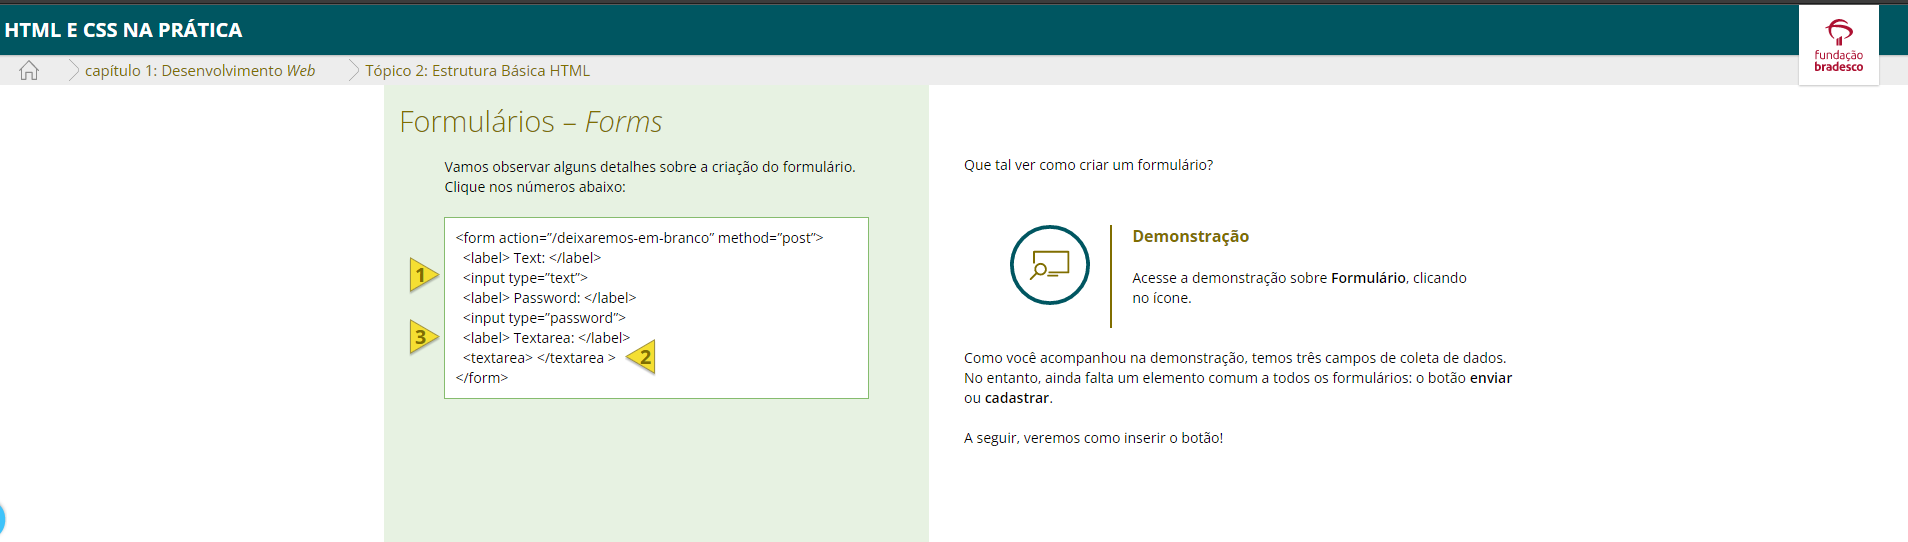 HTML E CSS NA PRÁTICA
fundação
bradesco
capítulo 1: Desenvolvimento Web
Tópico 2: Estrutura Básica HTML
Formulários – Forms
Vamos observar alguns detalhes sobre a criação do formulário.
Clique nos números abaixo:
<form action=”/deixaremos-em-branco” method=”post”>
<label> Text: </label>
1
<input type=”text”>
<label> Password: </label>
<input type=”password”>
3
<label> Textarea: </label>
<textarea> </textarea >
2
</form>
Que tal ver como criar um formulário?
Demonstração
Acesse a demonstração sobre Formulário, clicando
no ícone.
Como você acompanhou na demonstração, temos três campos de coleta de dados.
No entanto, ainda falta um elemento comum a todos os formulários: o botão enviar
ou cadastrar.
A seguir, veremos como inserir o botão!